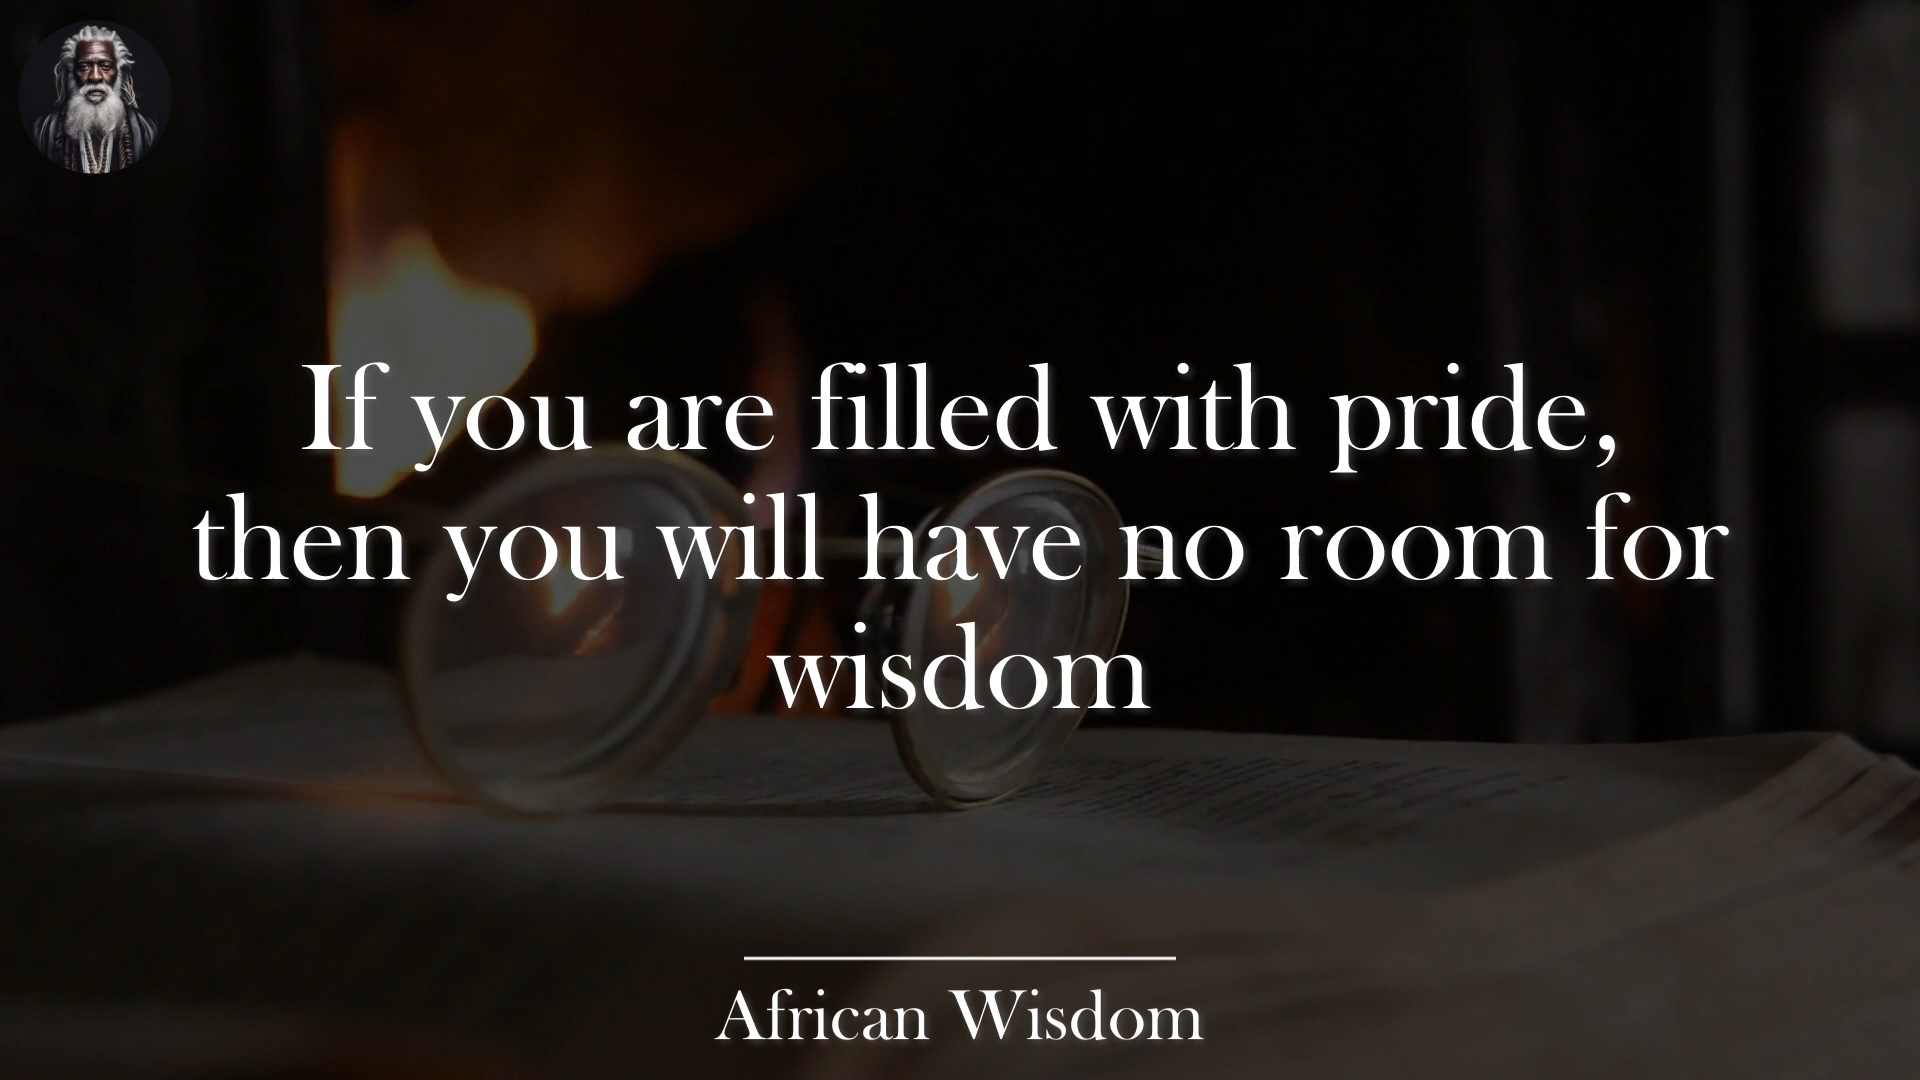 If you are filled with pride,
then you will have no room for
wisdom
African Wisdom